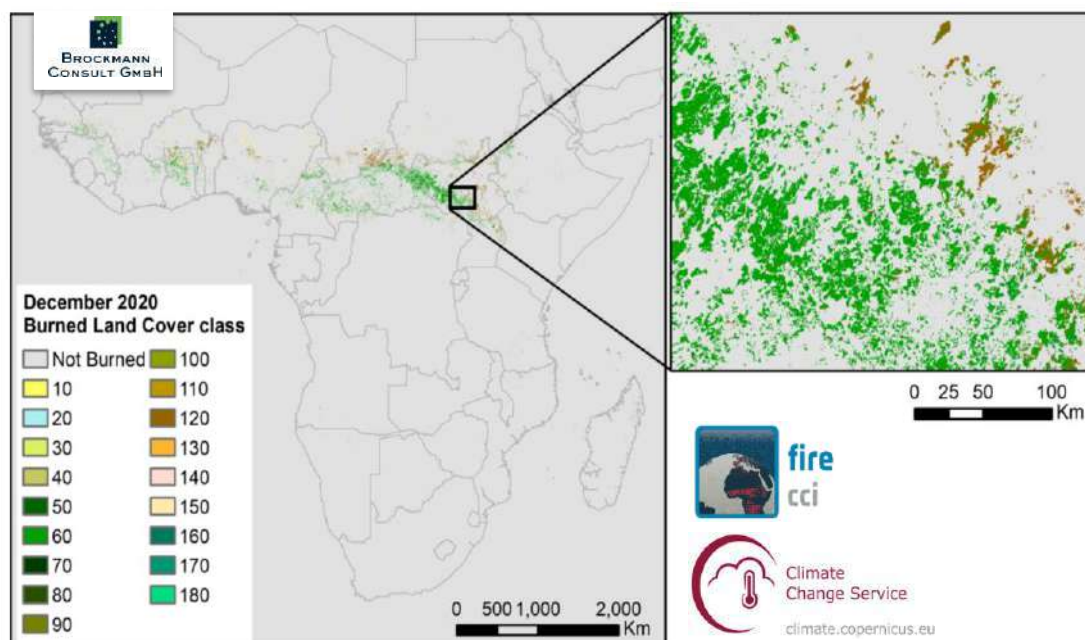 BROCKMANN
CONSULT GMBH
December 2020
Burned Land Cover class
Not Burned
10
20
30
40
50
60
70
80
90
100
110
120
130
140
150
160
170
180
0 500 1,000 2,000
Km
0 25 50 100
Km
fire
cci
Climate
Change Service
climate.copernicus.eu